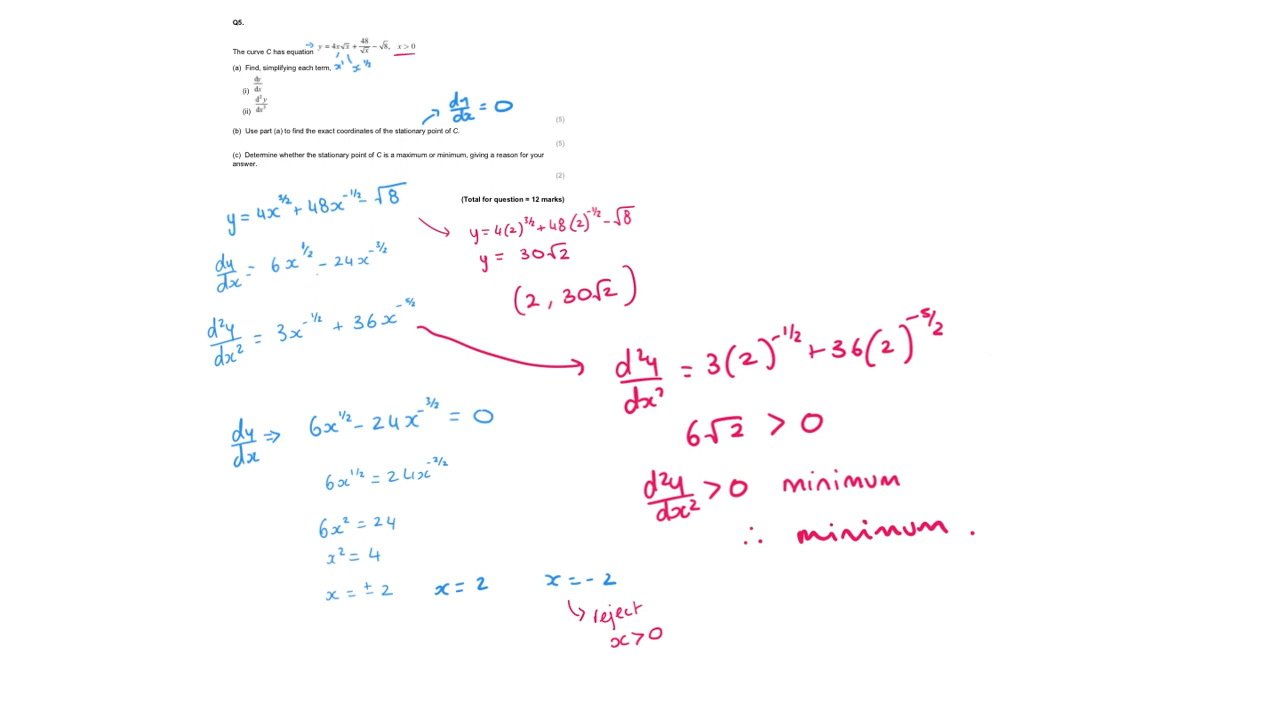 Q5.
The curve C has equation y = 4x√x + 48/√x − √8, x > 0
(a) Find, simplifying each term,
x¹ x^½
(i) dy/dx
(ii) d²y/dx²
dy/dx = 0
(5)
(b) Use part (a) to find the exact coordinates of the stationary point of C.
(5)
(c) Determine whether the stationary point of C is a maximum or minimum, giving a reason for your
answer.
(2)
(Total for question = 12 marks)
y = 4x^3/2 + 48x^-1/2 − √8
dy/dx = 6x^1/2 − 24x^-3/2
d²y/dx² = 3x^-1/2 + 36x^-5/2
y = 4(2)^3/2 + 48(2)^-1/2 − √8
y = 30√2
(2, 30√2)
dy/dx ⇒ 6x^1/2 − 24x^-3/2 = 0
6x^1/2 = 24x^-3/2
6x² = 24
x² = 4
x = ± 2 x = 2 x = - 2
↳ reject
x > 0
d²y/dx² = 3(2)^-1/2 + 36(2)^-5/2
6√2 > 0
d²y/dx² > 0 minimum
∴ minimum.